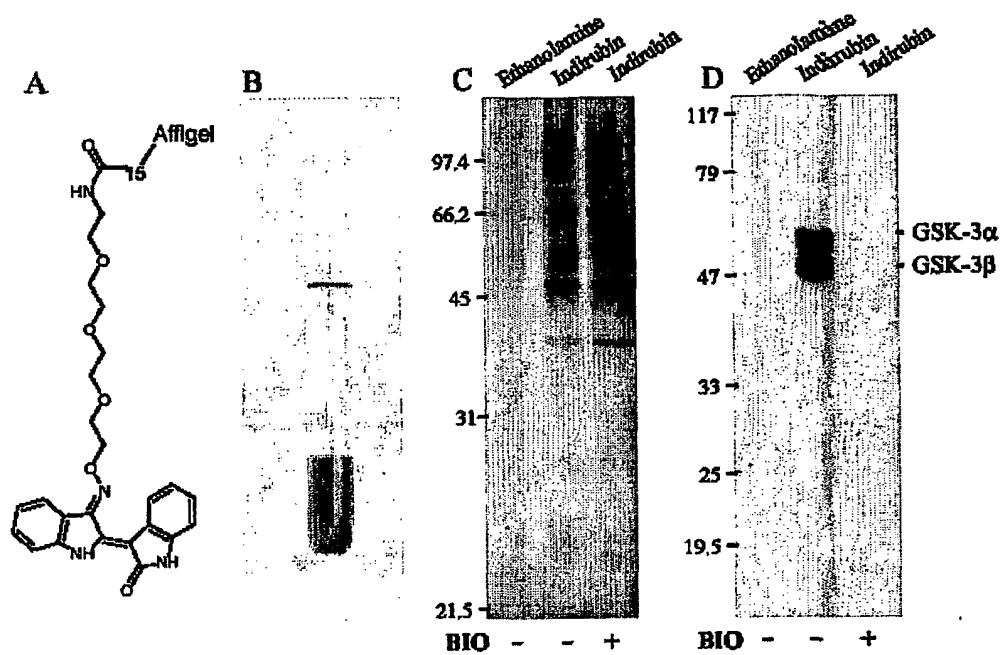 A
B
C
D
Ethanolamine
Indirubin
Indirubin
Ethanolamine
Indirubin
Indirubin
Affigel
O
15
HN
O
O
O
O
N
NH
NH
O
97,4
66,2
45
31
21,5
BIO - - +
117
79
47
33
25
19,5
GSK-3α
GSK-3β
BIO - - +